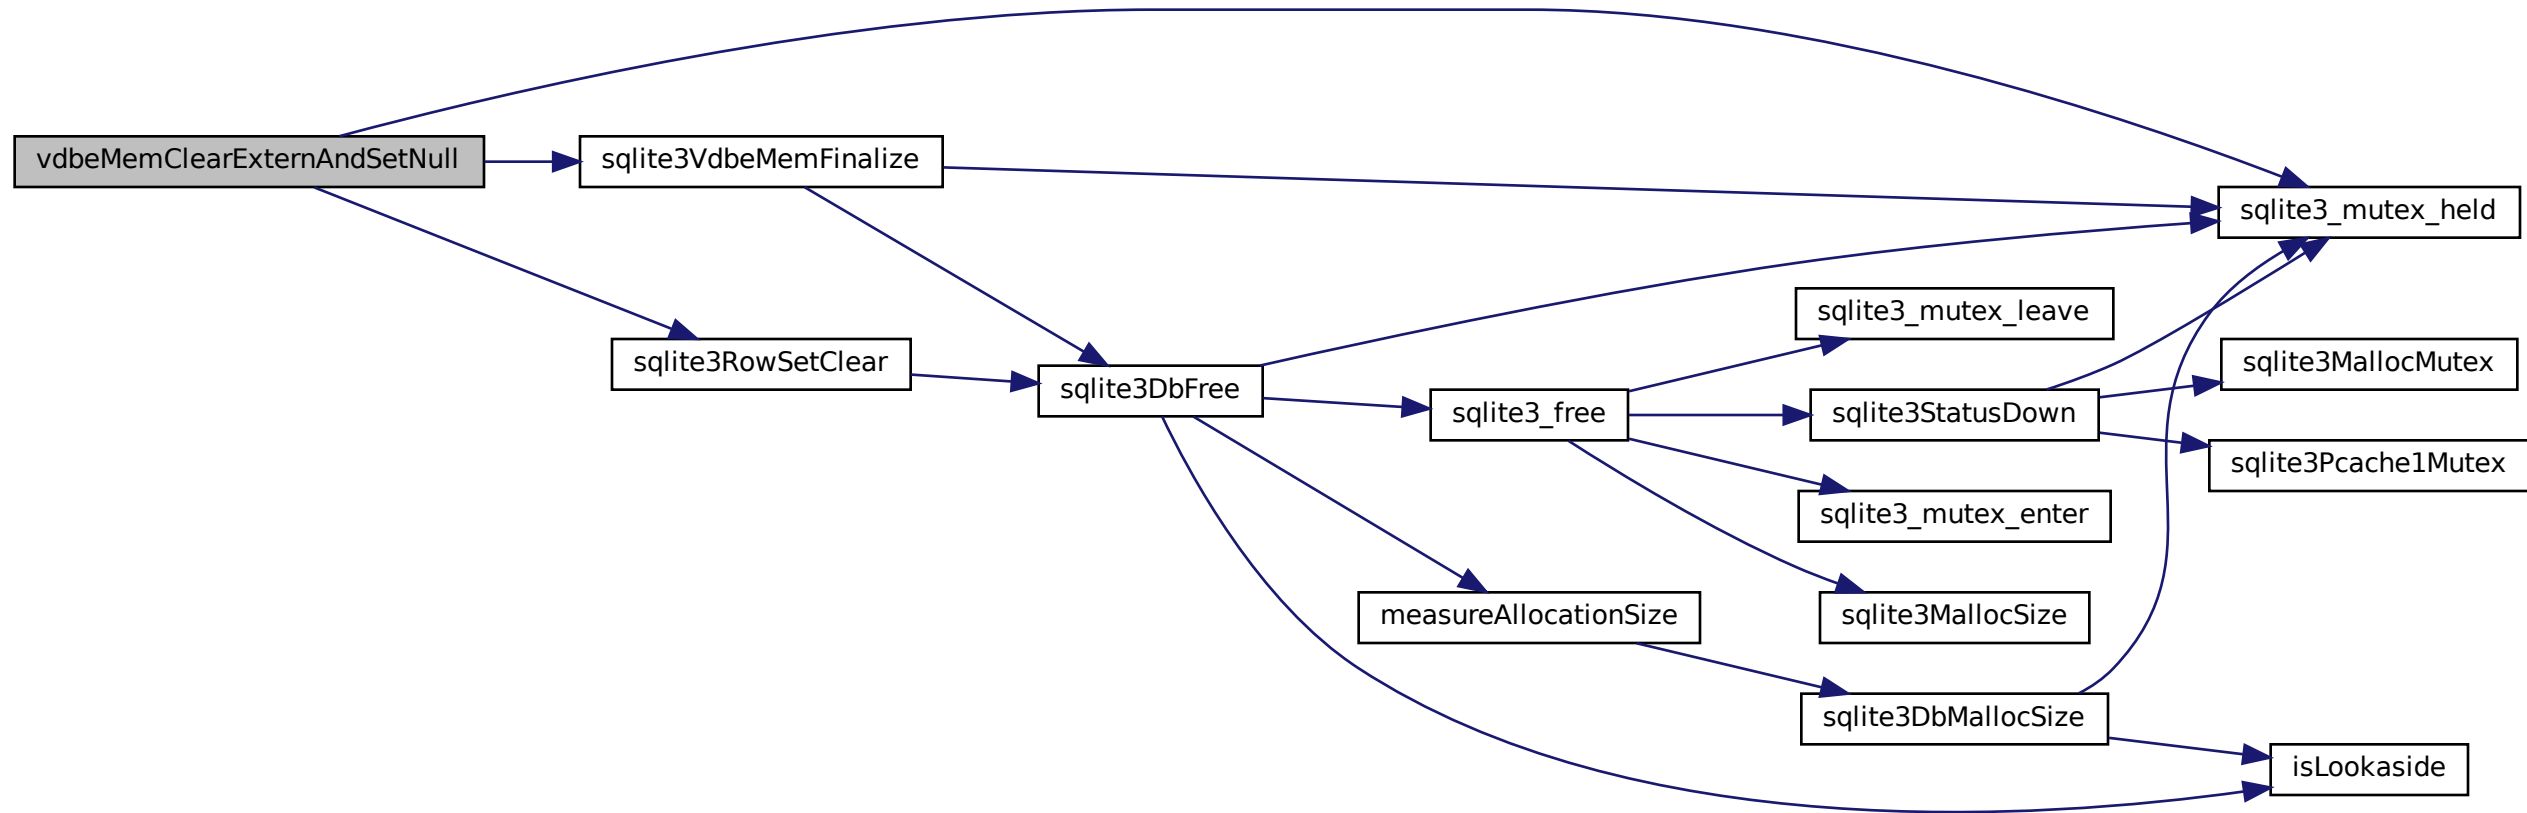 vdbeMemClearExternAndSetNull
sqlite3VdbeMemFinalize
sqlite3_mutex_held
sqlite3_mutex_leave
sqlite3RowSetClear
sqlite3MallocMutex
sqlite3DbFree
sqlite3_free
sqlite3StatusDown
sqlite3Pcache1Mutex
sqlite3_mutex_enter
measureAllocationSize
sqlite3MallocSize
sqlite3DbMallocSize
isLookaside